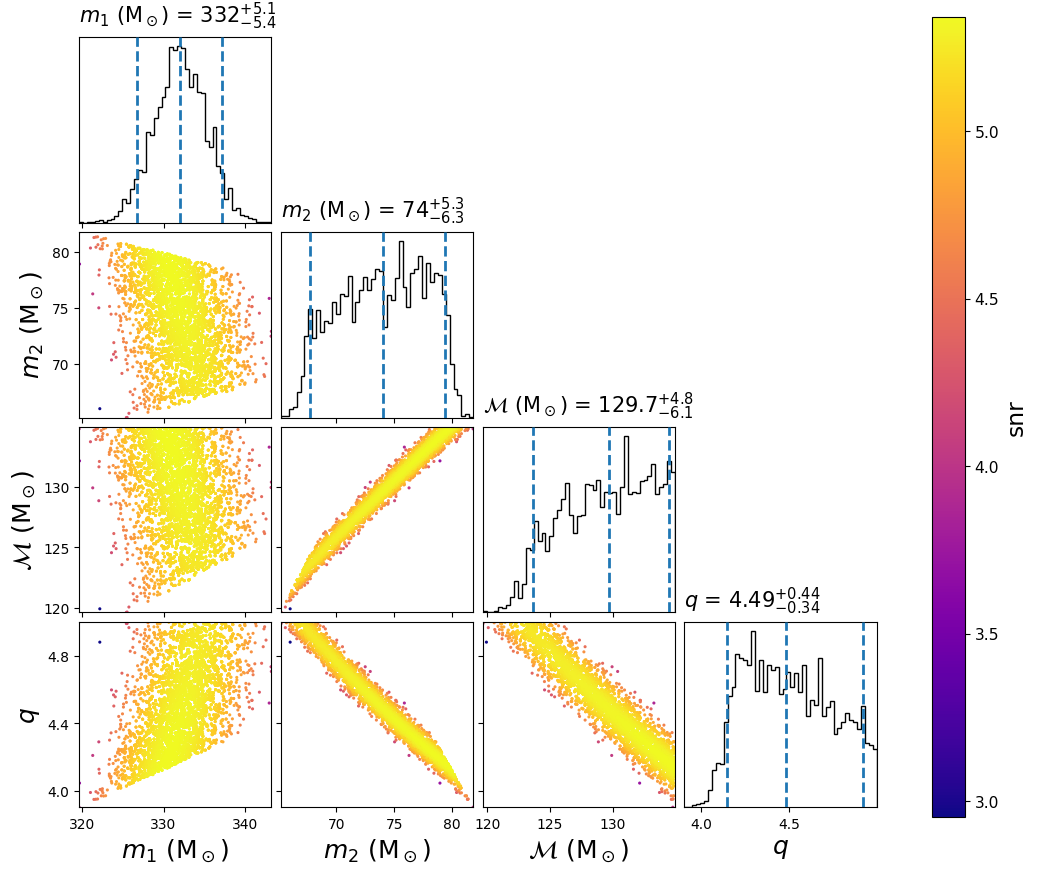 m₁ (M⊙) = 332⁺⁵·¹₋₅.₄
m₂ (M⊙) = 74⁺⁵·³₋₆.₃
ℳ (M⊙) = 129.7⁺⁴·⁸₋₆.₁
q = 4.49⁺⁰·⁴⁴₋₀.₃₄
m₂ (M⊙)
80
75
70
ℳ (M⊙)
130
125
120
q
4.8
4.4
4.0
320 330 340
70 75 80
120 125 130
4.0 4.5
m₁ (M⊙)
m₂ (M⊙)
ℳ (M⊙)
q
5.0
4.5
4.0
3.5
3.0
snr